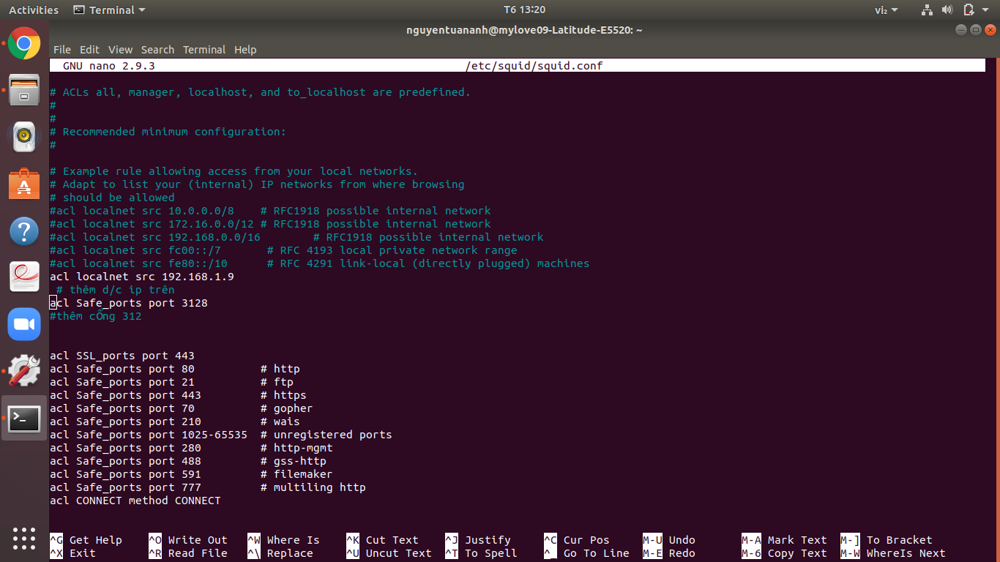 Activities Terminal T6 13:20 vi₂
nguyentuananh@mylove09-Latitude-E5520: ~
File Edit View Search Terminal Help
GNU nano 2.9.3 /etc/squid/squid.conf
# ACLs all, manager, localhost, and to_localhost are predefined.
#
#
# Recommended minimum configuration:
#
# Example rule allowing access from your local networks.
# Adapt to list your (internal) IP networks from where browsing
# should be allowed
#acl localnet src 10.0.0.0/8 # RFC1918 possible internal network
#acl localnet src 172.16.0.0/12 # RFC1918 possible internal network
#acl localnet src 192.168.0.0/16 # RFC1918 possible internal network
#acl localnet src fc00::/7 # RFC 4193 local private network range
#acl localnet src fe80::/10 # RFC 4291 link-local (directly plugged) machines
acl localnet src 192.168.1.9
# thêm d/c ip trên
acl Safe_ports port 3128
#thêm cổng 312
acl SSL_ports port 443
acl Safe_ports port 80 # http
acl Safe_ports port 21 # ftp
acl Safe_ports port 443 # https
acl Safe_ports port 70 # gopher
acl Safe_ports port 210 # wais
acl Safe_ports port 1025-65535 # unregistered ports
acl Safe_ports port 280 # http-mgmt
acl Safe_ports port 488 # gss-http
acl Safe_ports port 591 # filemaker
acl Safe_ports port 777 # multiling http
acl CONNECT method CONNECT
^G Get Help ^O Write Out ^W Where Is ^K Cut Text ^J Justify ^C Cur Pos M-U Undo M-A Mark Text M-] To Bracket
^X Exit ^R Read File ^\ Replace ^U Uncut Text ^T To Spell ^_ Go To Line M-E Redo M-6 Copy Text M-W WhereIs Next